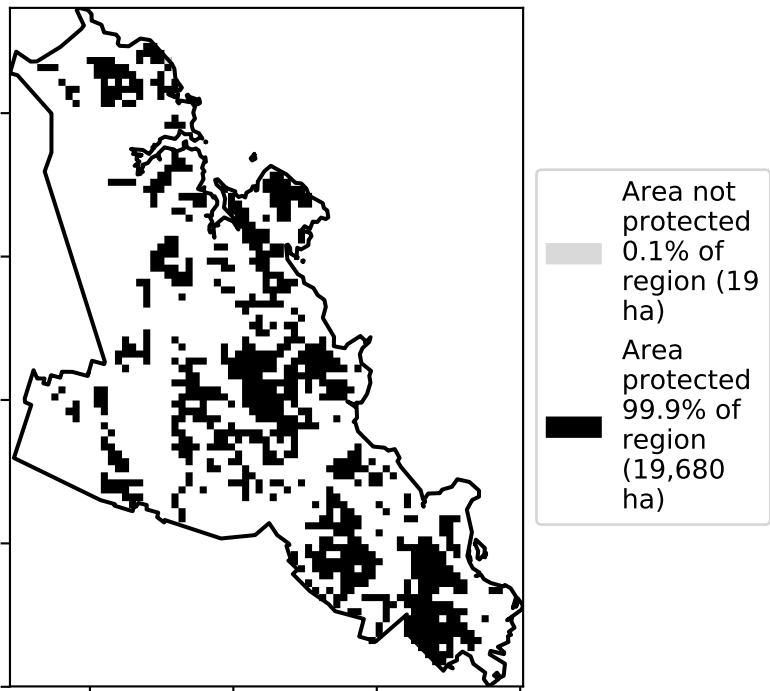 Area not
protected
0.1% of
region (19
ha)
Area
protected
99.9% of
region
(19,680
ha)